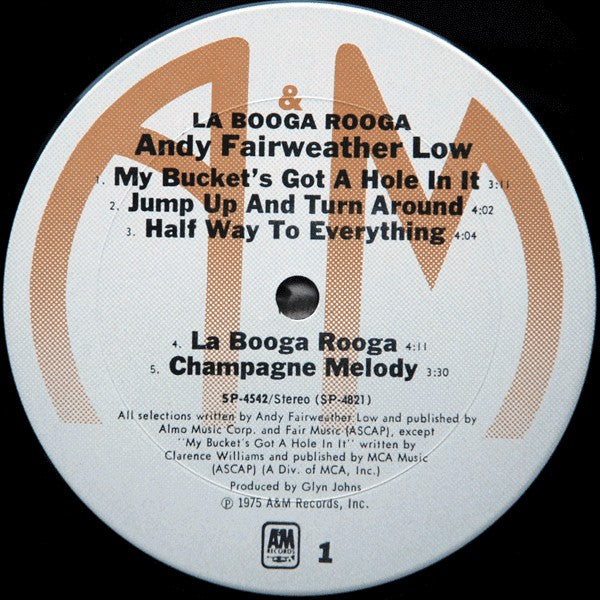 &
LA BOOGA ROOGA
Andy Fairweather Low
1. My Bucket's Got A Hole In It 3:11
2. Jump Up And Turn Around 4:02
3. Half Way To Everything 4:04
4. La Booga Rooga 4:11
5. Champagne Melody 3:30
SP-4542/Stereo (SP-4821)
All selections written by Andy Fairweather Low and published by
Almo Music Corp. and Fair Music (ASCAP), except
"My Bucket's Got A Hole In It" written by
Clarence Williams and published by MCA Music
(ASCAP) (A Div. of MCA, Inc.)
Produced by Glyn Johns
℗ 1975 A&M Records, Inc.
A&M
RECORDS
1